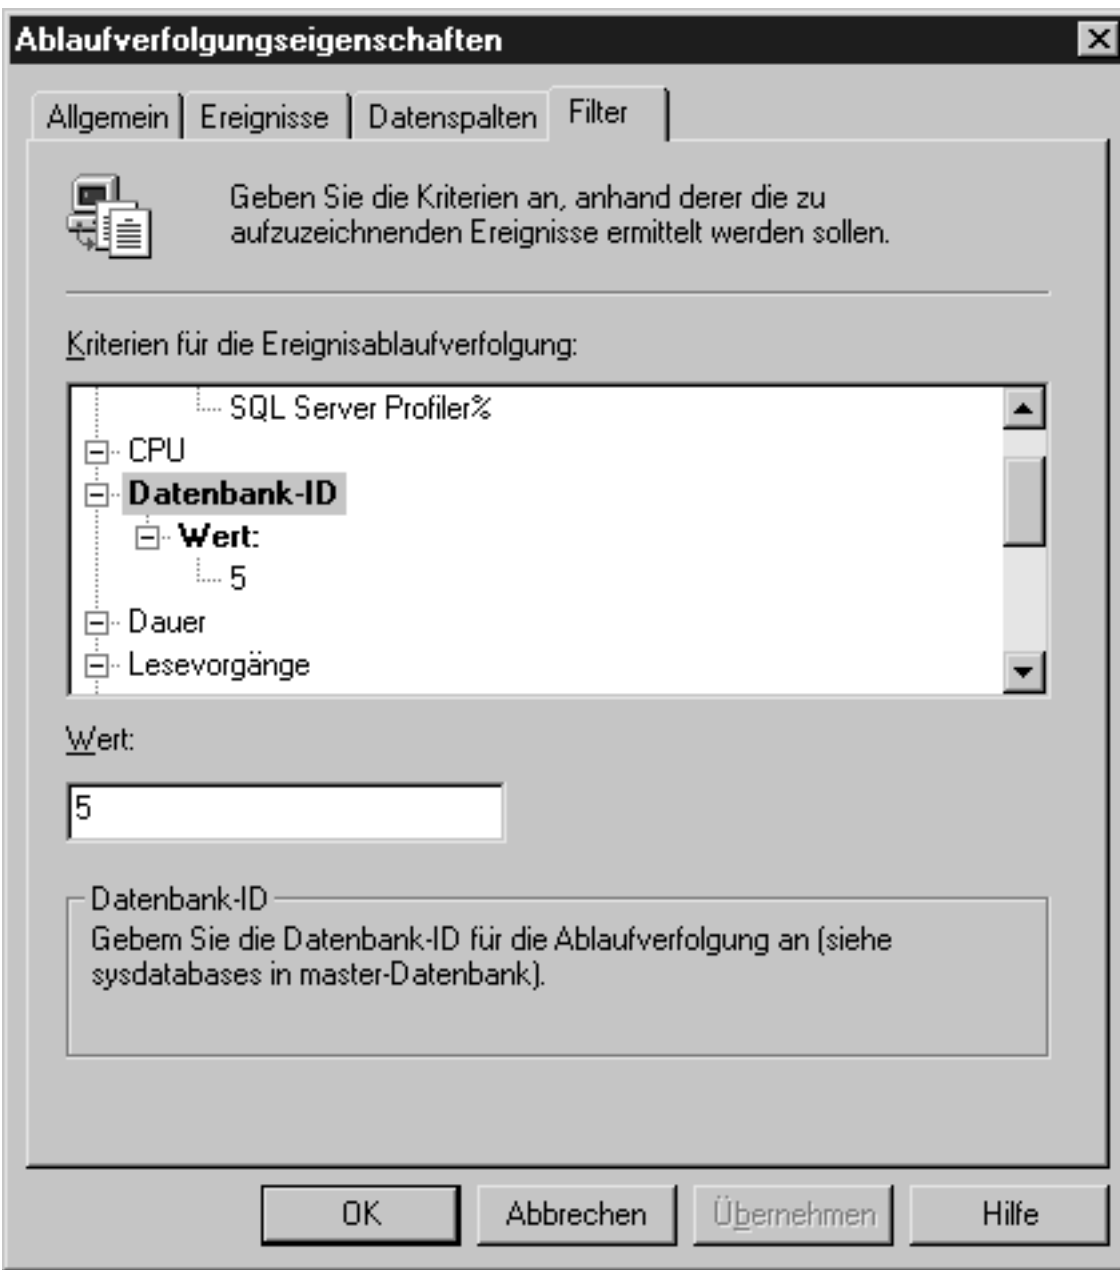 Ablaufverfolgungseigenschaften
Allgemein
Ereignisse
Datenspalten
Filter
Geben Sie die Kriterien an, anhand derer die zu
aufzuzeichnenden Ereignisse ermittelt werden sollen.
Kriterien für die Ereignisablaufverfolgung:
SQL Server Profiler%
CPU
Datenbank-ID
Wert:
5
Dauer
Lesevorgänge
Wert:
5
Datenbank-ID
Gebem Sie die Datenbank-ID für die Ablaufverfolgung an (siehe
sysdatabases in master-Datenbank).
OK
Abbrechen
Übernehmen
Hilfe